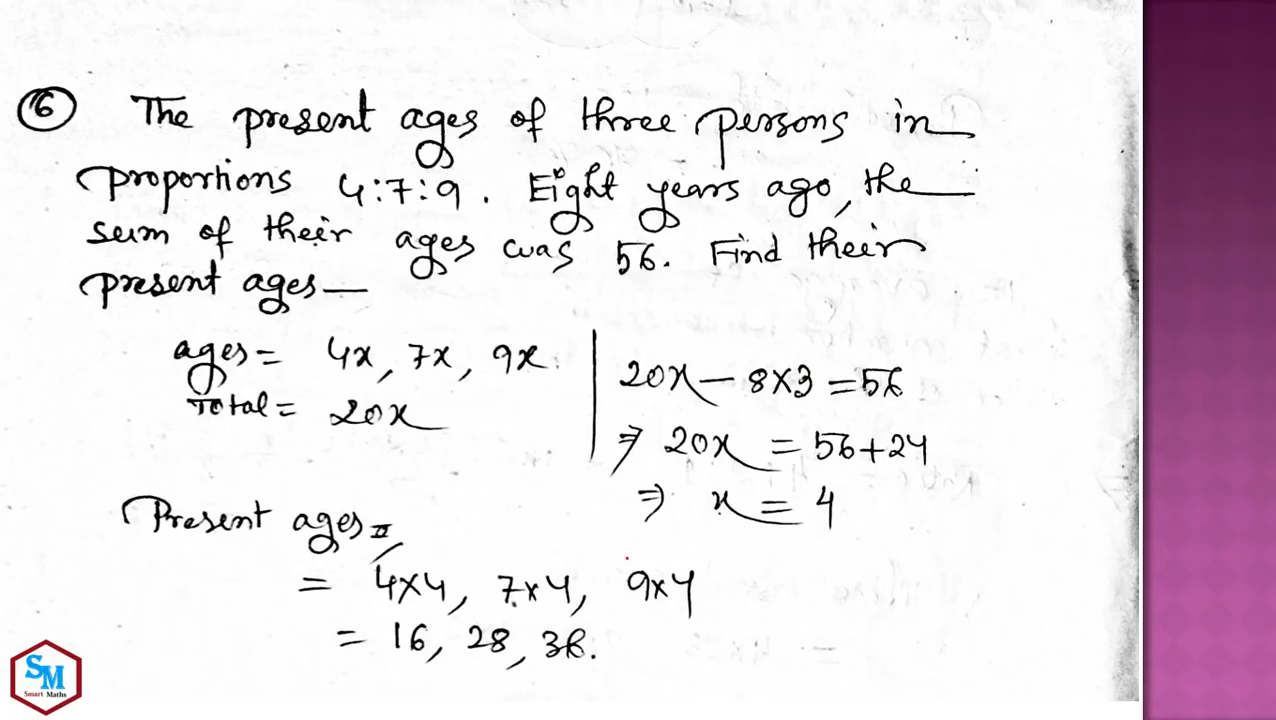 6 The present ages of three persons in
proportions 4:7:9. Eight years ago, the
sum of their ages was 56. Find their
present ages—
ages = 4x, 7x, 9x
Total = 20x
20x - 8×3 = 56
⇒ 20x = 56+24
⇒ x = 4
Present ages
= 4×4, 7×4, 9×4
= 16, 28, 36.
SM
Smart Maths